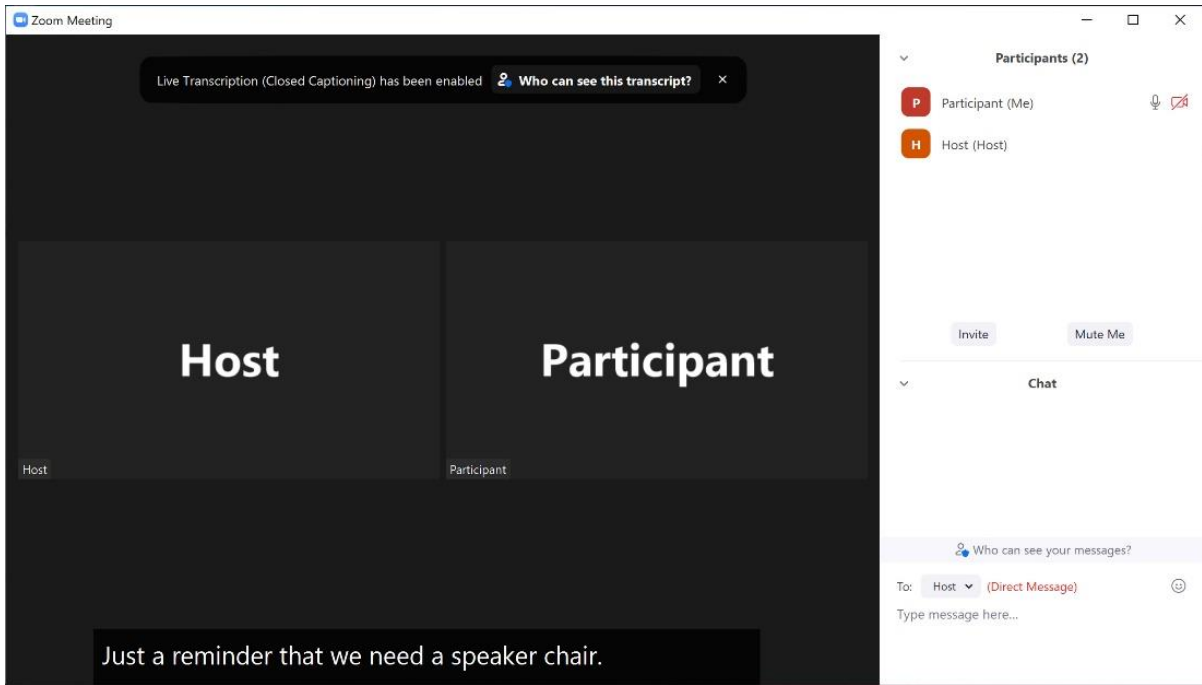 Zoom Meeting
Live Transcription (Closed Captioning) has been enabled Who can see this transcript?
Host
Participant
Host
Participant
Just a reminder that we need a speaker chair.
Participants (2)
P Participant (Me)
H Host (Host)
Invite Mute Me
Chat
Who can see your messages?
To: Host (Direct Message)
Type message here...